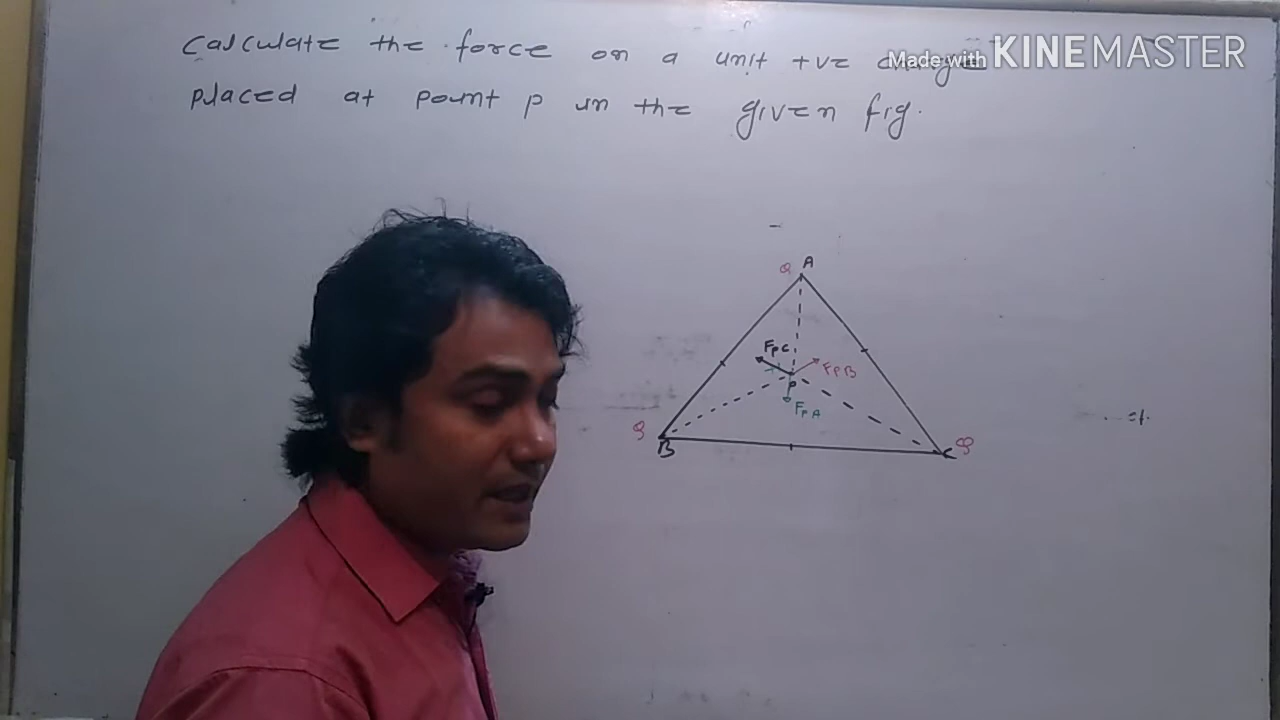 Calculate the force on a unit +ve charge
Made with KINEMASTER
placed at point p in the given fig.
Q A
FPC
FPB
P
FPA
Q
B
C Q